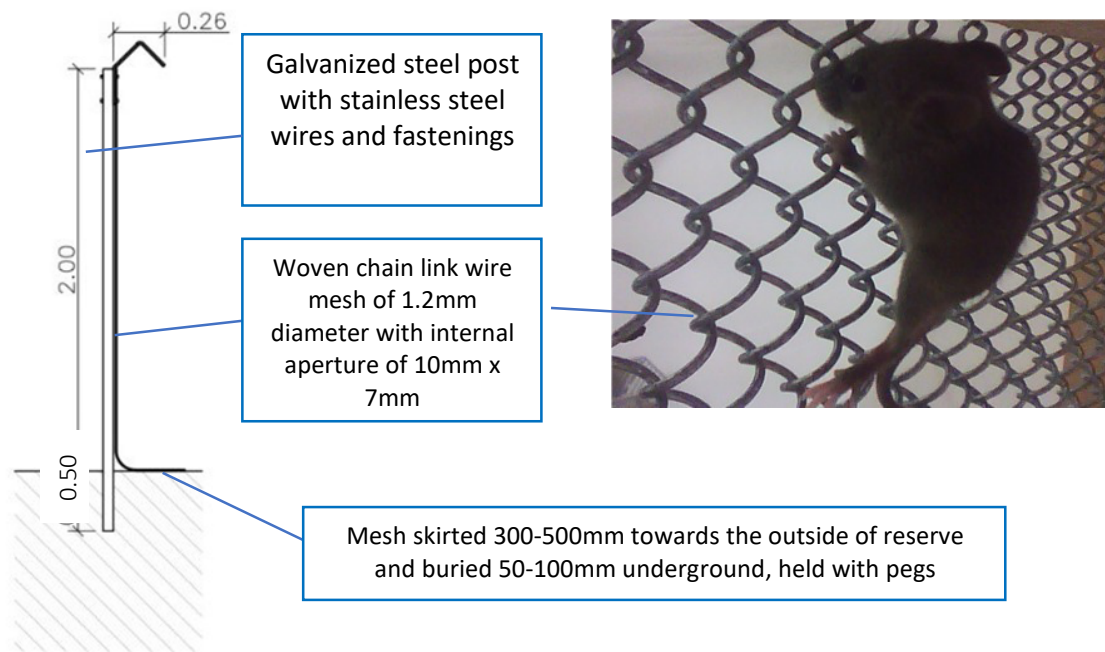 0.26
Galvanized steel post
with stainless steel
wires and fastenings
2.00
Woven chain link wire
mesh of 1.2mm
diameter with internal
aperture of 10mm x
7mm
0.50
Mesh skirted 300-500mm towards the outside of reserve
and buried 50-100mm underground, held with pegs